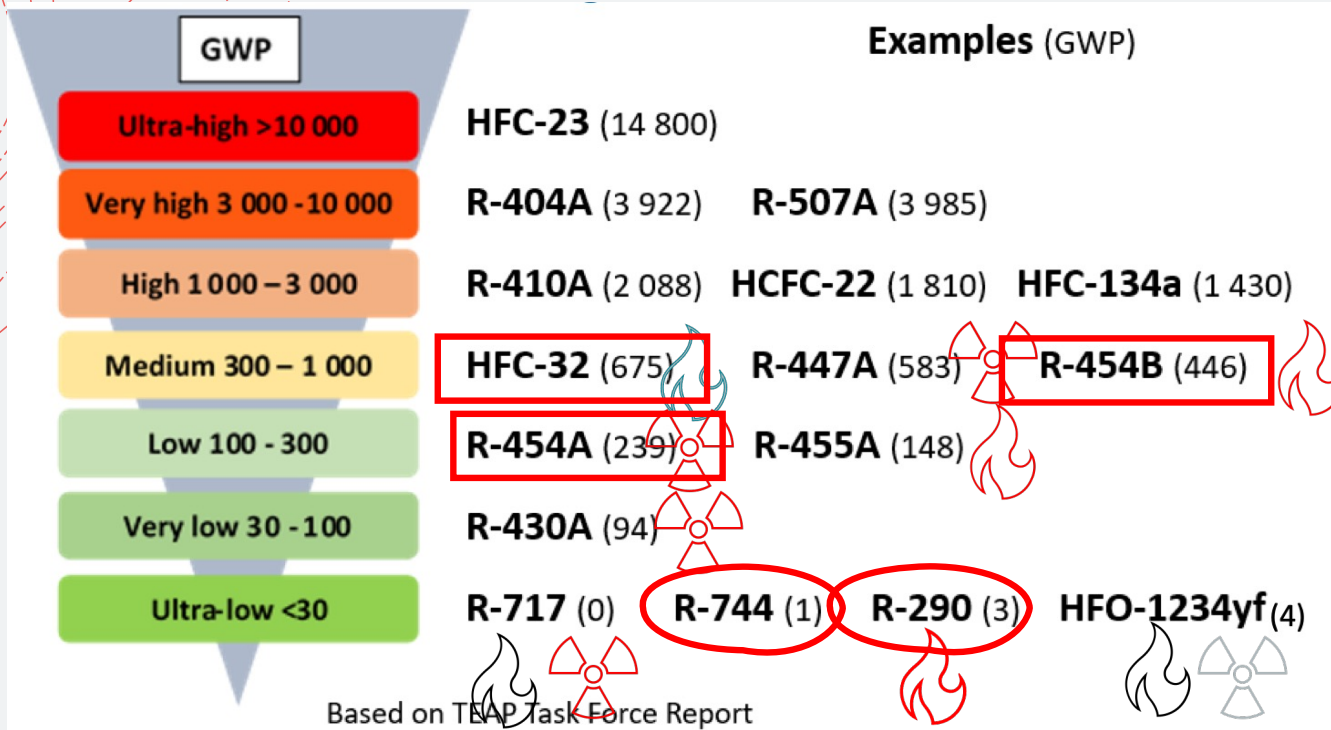 GWP
Examples (GWP)
Ultra-high >10 000
HFC-23 (14 800)
Very high 3 000 -10 000
R-404A (3 922) R-507A (3 985)
High 1 000 – 3 000
R-410A (2 088) HCFC-22 (1 810) HFC-134a (1 430)
Medium 300 – 1 000
HFC-32 (675) R-447A (583) R-454B (446)
Low 100 - 300
R-454A (239) R-455A (148)
Very low 30 - 100
R-430A (94)
Ultra-low <30
R-717 (0) R-744 (1) R-290 (3) HFO-1234yf (4)
Based on TEAP Task Force Report